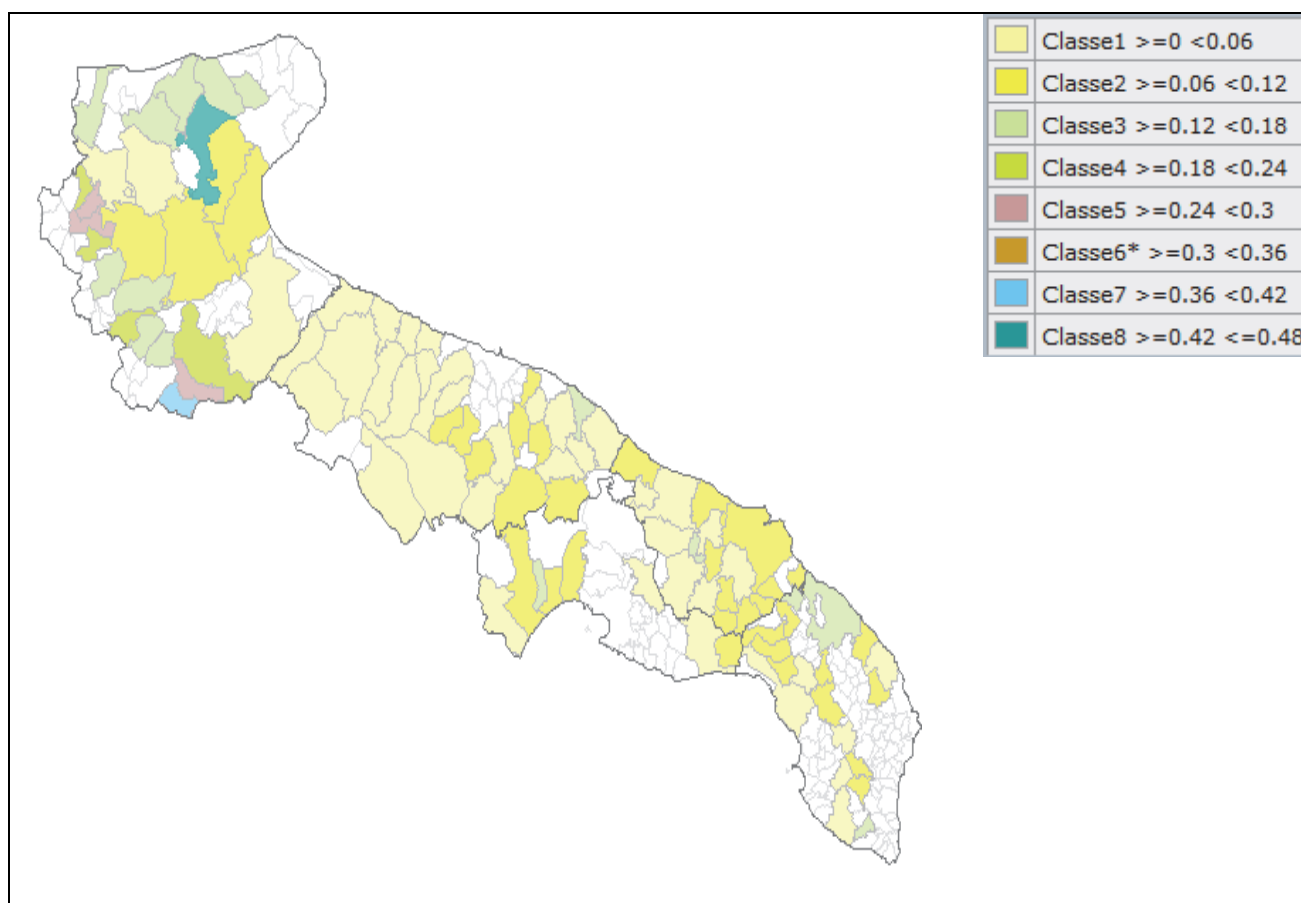 Classe1 >=0 <0.06
Classe2 >=0.06 <0.12
Classe3 >=0.12 <0.18
Classe4 >=0.18 <0.24
Classe5 >=0.24 <0.3
Classe6* >=0.3 <0.36
Classe7 >=0.36 <0.42
Classe8 >=0.42 <=0.48